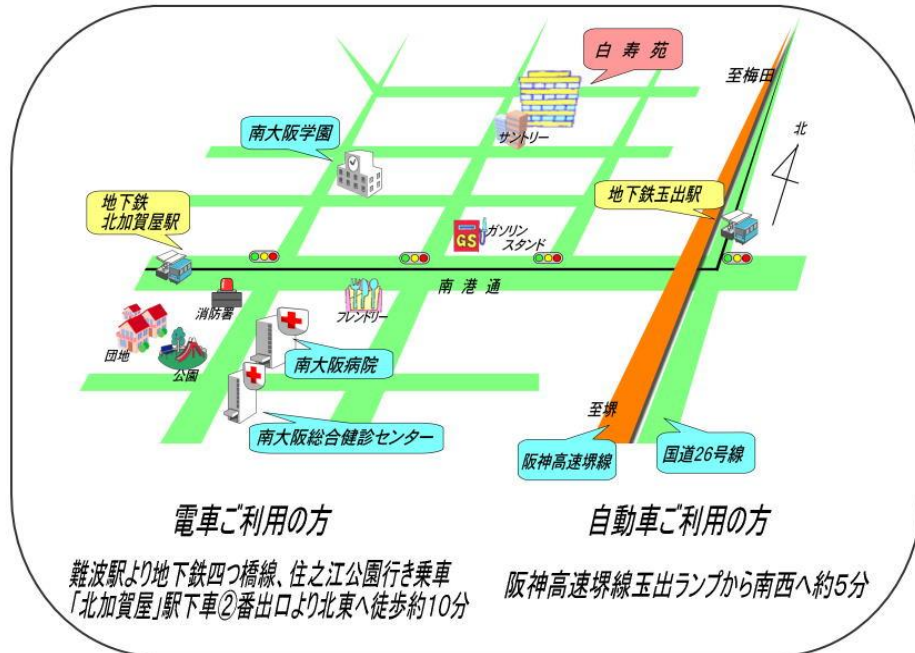 白寿苑
至梅田
北
サントリー
南大阪学園
地下鉄
北加賀屋駅
地下鉄玉出駅
GS
ガソリン
スタンド
南港通
消防署
フレンドリー
団地
公園
南大阪病院
南大阪総合健診センター
至堺
阪神高速堺線
国道26号線
電車ご利用の方
難波駅より地下鉄四つ橋線、住之江公園行き乗車
「北加賀屋」駅下車②番出口より北東へ徒歩約10分
自動車ご利用の方
阪神高速堺線玉出ランプから南西へ約5分